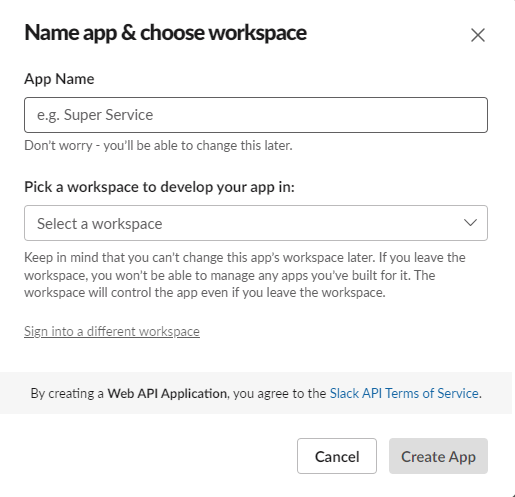 Name app & choose workspace
App Name
e.g. Super Service
Don't worry - you'll be able to change this later.
Pick a workspace to develop your app in:
Select a workspace
Keep in mind that you can't change this app's workspace later. If you leave the
workspace, you won't be able to manage any apps you've built for it. The
workspace will control the app even if you leave the workspace.
Sign into a different workspace
By creating a Web API Application, you agree to the Slack API Terms of Service.
Cancel
Create App